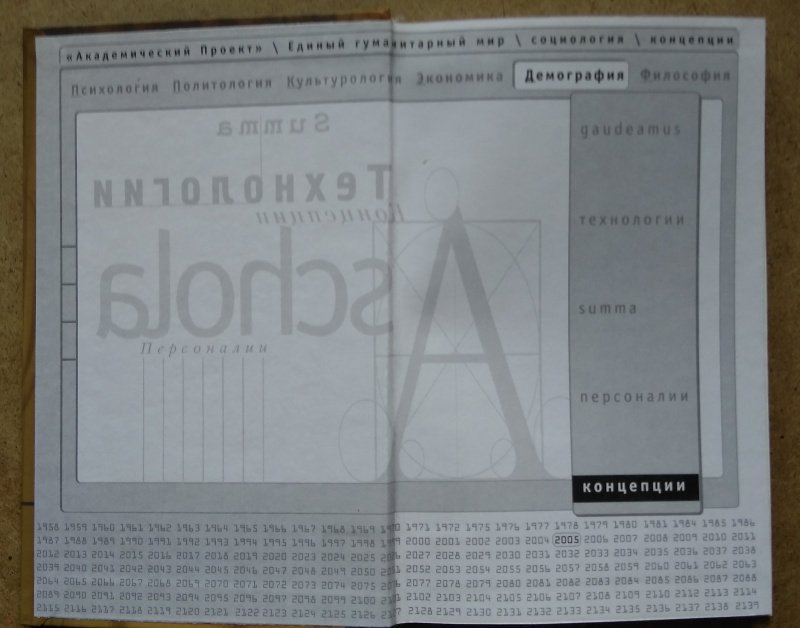 «Академический Проект» \ Единый гуманитарный мир \ социология \ концепции
Психология Политология Культурология Экономика Демография Философия
Summa
Технологии
Концепции
schola
Персоналии
A
gaudeamus
технологии
summa
персоналии
концепции
1958 1959 1960 1961 1962 1963 1964 1965 1966 1967 1968 1969 1970 1971 1972 1975 1976 1977 1978 1979 1980 1981 1984 1985 1986
1987 1988 1989 1990 1991 1992 1993 1994 1995 1996 1997 1998 1999 2000 2001 2002 2003 2004 2005 2006 2007 2008 2009 2010 2011
2012 2013 2014 2015 2016 2017 2018 2019 2020 2023 2024 2025 2026 2027 2028 2029 2030 2031 2032 2033 2034 2035 2036 2037 2038
2039 2040 2041 2042 2043 2044 2045 2046 2047 2048 2049 2050 2051 2052 2053 2054 2055 2056 2057 2058 2059 2060 2061 2062 2063
2064 2065 2066 2067 2068 2069 2070 2071 2072 2073 2074 2075 2076 2077 2078 2079 2080 2081 2082 2083 2084 2085 2086 2087 2088
2089 2090 2091 2092 2093 2094 2095 2096 2097 2098 2099 2100 2101 2102 2103 2104 2105 2106 2107 2108 2109 2110 2111 2113 2114
2115 2116 2117 2118 2119 2120 2121 2122 2123 2124 2125 2126 2127 2128 2129 2130 2131 2132 2133 2134 2135 2136 2137 2138 2139